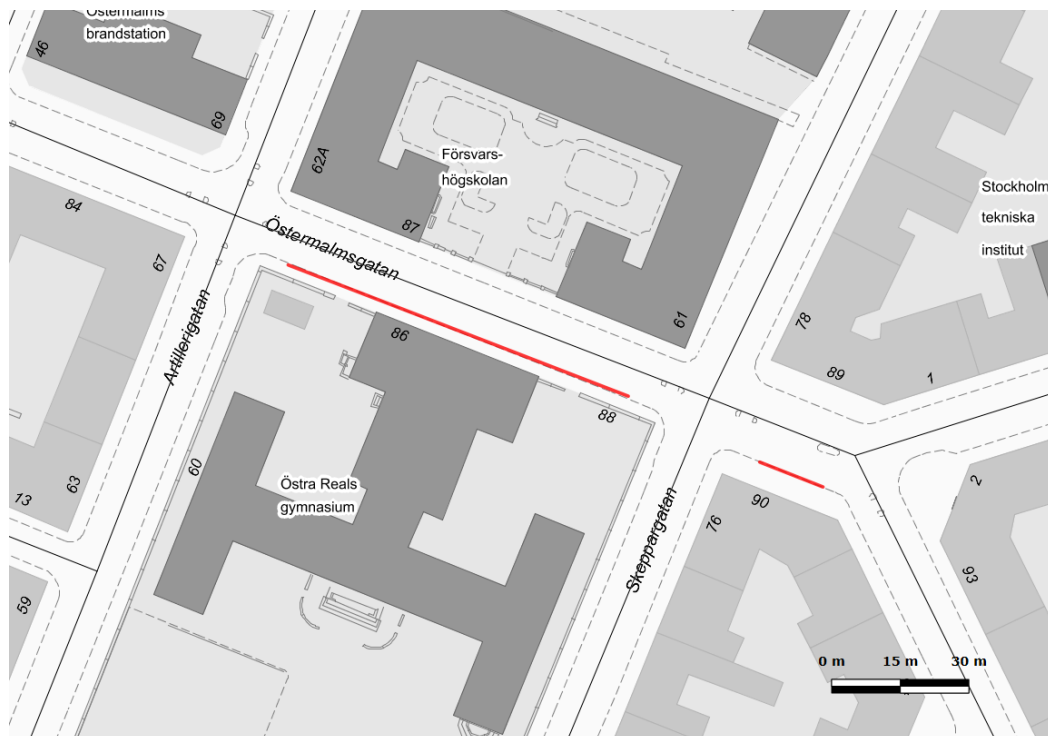 Östermalms
brandstation
46
69
62A
Försvars-
högskolan
87
Östermalmsgatan
61
Stockholm
tekniska
institut
78
89
1
84
67
Artillerigatan
86
88
60
Östra Reals
gymnasium
63
13
59
Skeppargatan
76
90
2
93
0 m 15 m 30 m